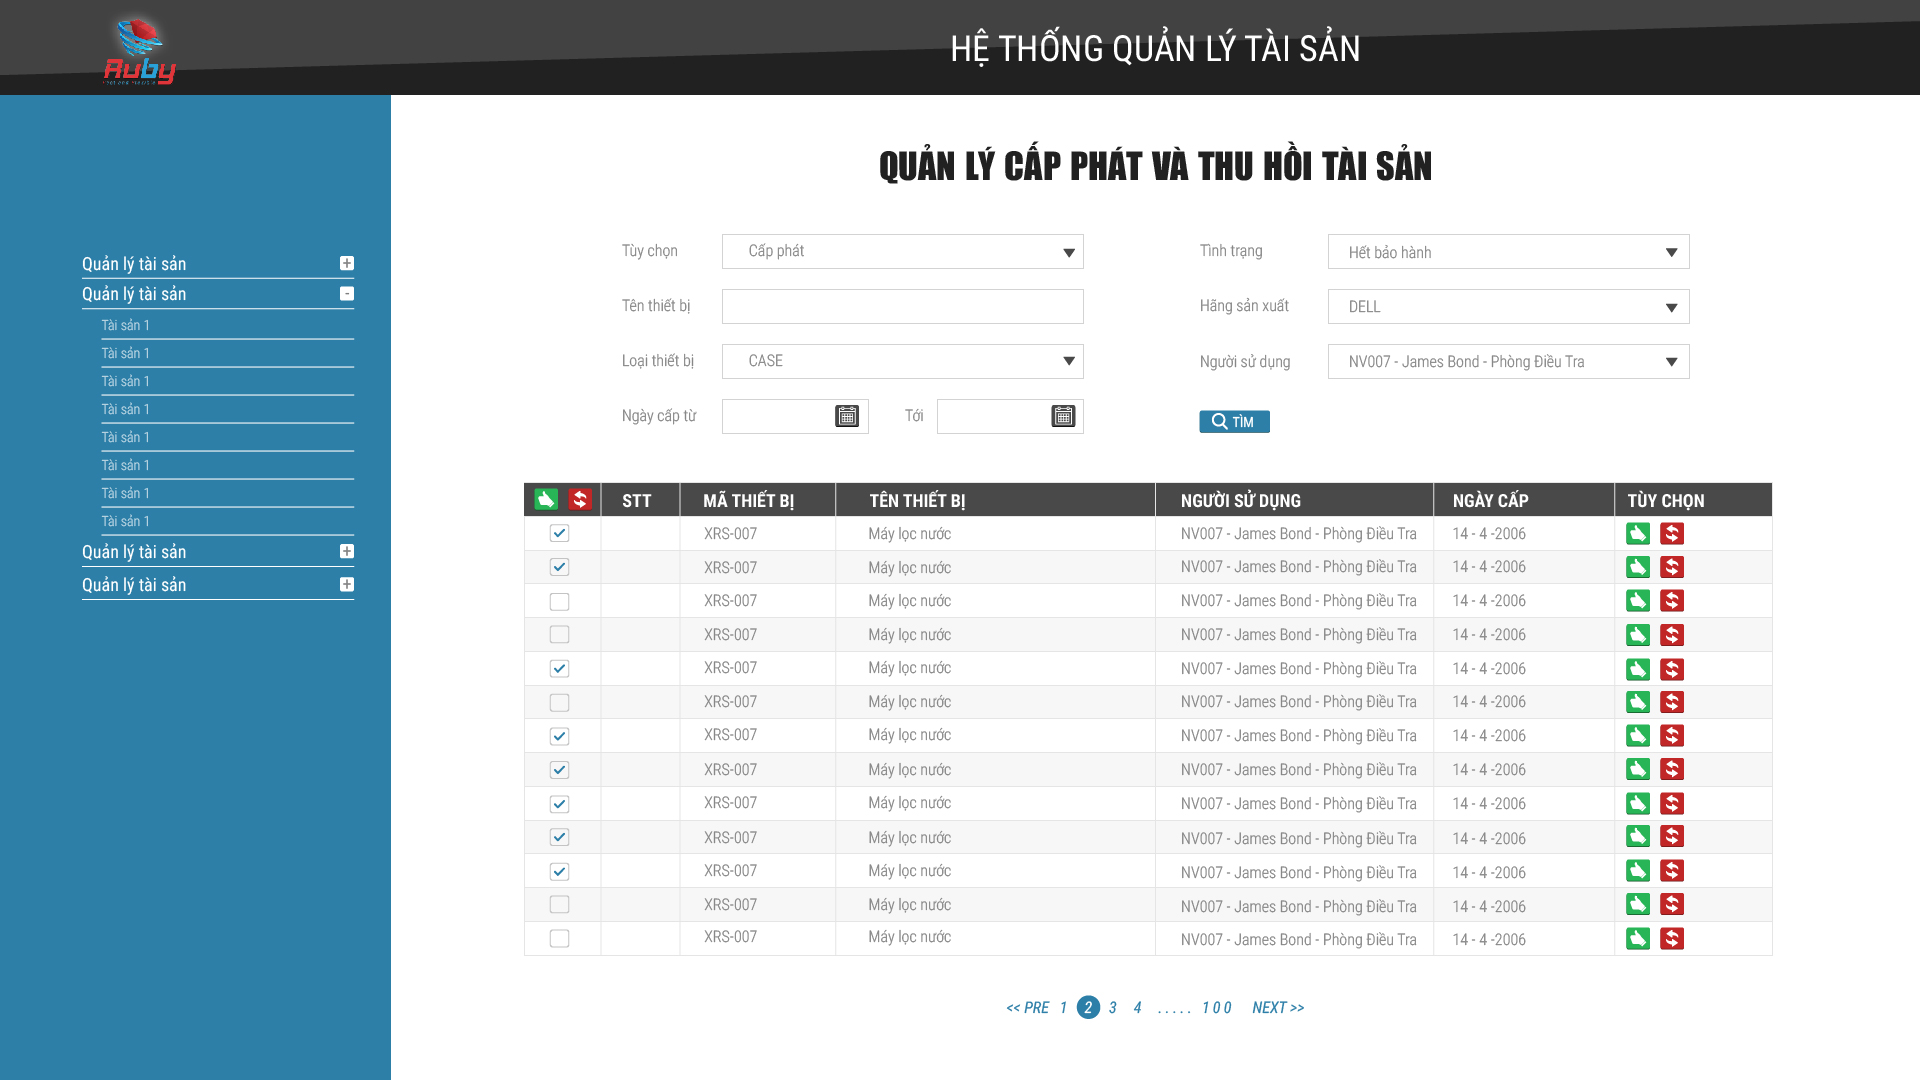 Ruby
HỆ THỐNG QUẢN LÝ TÀI SẢN
Quản lý tài sản +
Quản lý tài sản -
Tài sản 1
Tài sản 1
Tài sản 1
Tài sản 1
Tài sản 1
Tài sản 1
Tài sản 1
Tài sản 1
Quản lý tài sản +
Quản lý tài sản +
QUẢN LÝ CẤP PHÁT VÀ THU HỒI TÀI SẢN
Tùy chọn Cấp phát Tình trạng Hết bảo hành
Tên thiết bị Hãng sản xuất DELL
Loại thiết bị CASE Người sử dụng NV007 - James Bond - Phòng Điều Tra
Ngày cấp từ Tới TÌM
STT MÃ THIẾT BỊ TÊN THIẾT BỊ NGƯỜI SỬ DỤNG NGÀY CẤP TÙY CHỌN
XRS-007 Máy lọc nước NV007 - James Bond - Phòng Điều Tra 14 - 4 -2006
XRS-007 Máy lọc nước NV007 - James Bond - Phòng Điều Tra 14 - 4 -2006
XRS-007 Máy lọc nước NV007 - James Bond - Phòng Điều Tra 14 - 4 -2006
XRS-007 Máy lọc nước NV007 - James Bond - Phòng Điều Tra 14 - 4 -2006
XRS-007 Máy lọc nước NV007 - James Bond - Phòng Điều Tra 14 - 4 -2006
XRS-007 Máy lọc nước NV007 - James Bond - Phòng Điều Tra 14 - 4 -2006
XRS-007 Máy lọc nước NV007 - James Bond - Phòng Điều Tra 14 - 4 -2006
XRS-007 Máy lọc nước NV007 - James Bond - Phòng Điều Tra 14 - 4 -2006
XRS-007 Máy lọc nước NV007 - James Bond - Phòng Điều Tra 14 - 4 -2006
XRS-007 Máy lọc nước NV007 - James Bond - Phòng Điều Tra 14 - 4 -2006
XRS-007 Máy lọc nước NV007 - James Bond - Phòng Điều Tra 14 - 4 -2006
XRS-007 Máy lọc nước NV007 - James Bond - Phòng Điều Tra 14 - 4 -2006
XRS-007 Máy lọc nước NV007 - James Bond - Phòng Điều Tra 14 - 4 -2006
<< PRE 1 2 3 4 ..... 100 NEXT >>